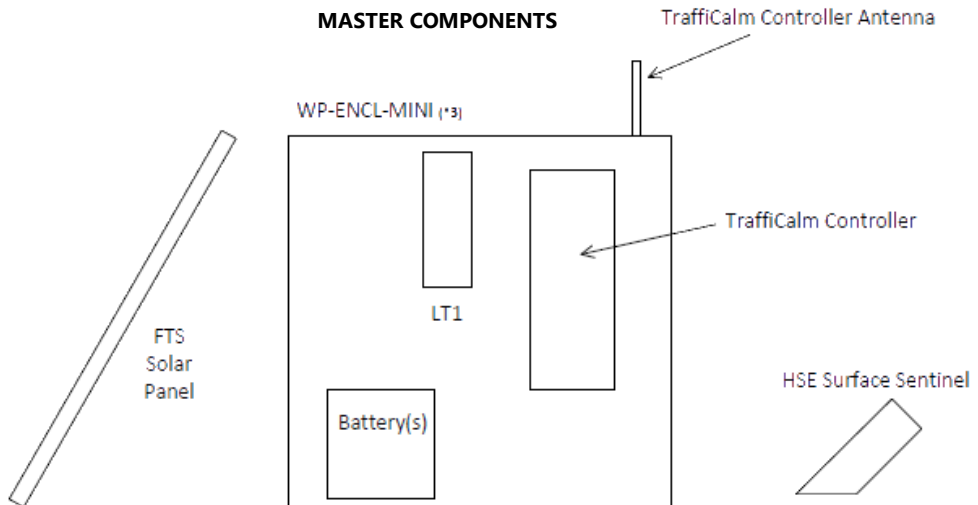 MASTER COMPONENTS
TraffiCalm Controller Antenna
WP-ENCL-MINI (*3)
TraffiCalm Controller
LT1
FTS
Solar
Panel
HSE Surface Sentinel
Battery(s)